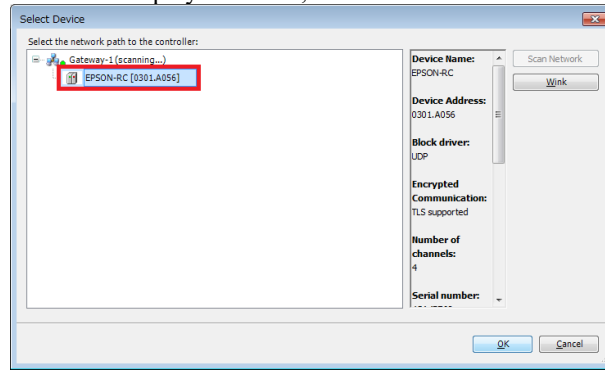 Select Device
Select the network path to the controller:
Gateway-1 (scanning...)
EPSON-RC [0301.A056]
Device Name:
EPSON-RC
Device Address:
0301.A056
Block driver:
UDP
Encrypted
Communication:
TLS supported
Number of
channels:
4
Serial number:
Scan Network
Wink
OK
Cancel